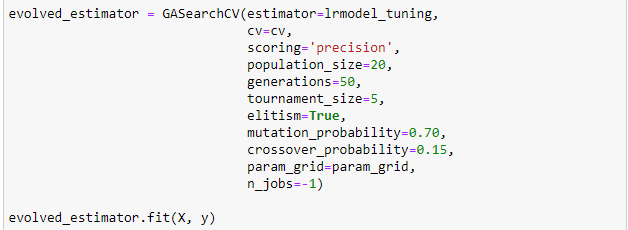 evolved_estimator = GASearchCV(estimator=lrmodel_tuning,
                               cv=cv,
                               scoring='precision',
                               population_size=20,
                               generations=50,
                               tournament_size=5,
                               elitism=True,
                               mutation_probability=0.70,
                               crossover_probability=0.15,
                               param_grid=param_grid,
                               n_jobs=-1)

evolved_estimator.fit(X, y)